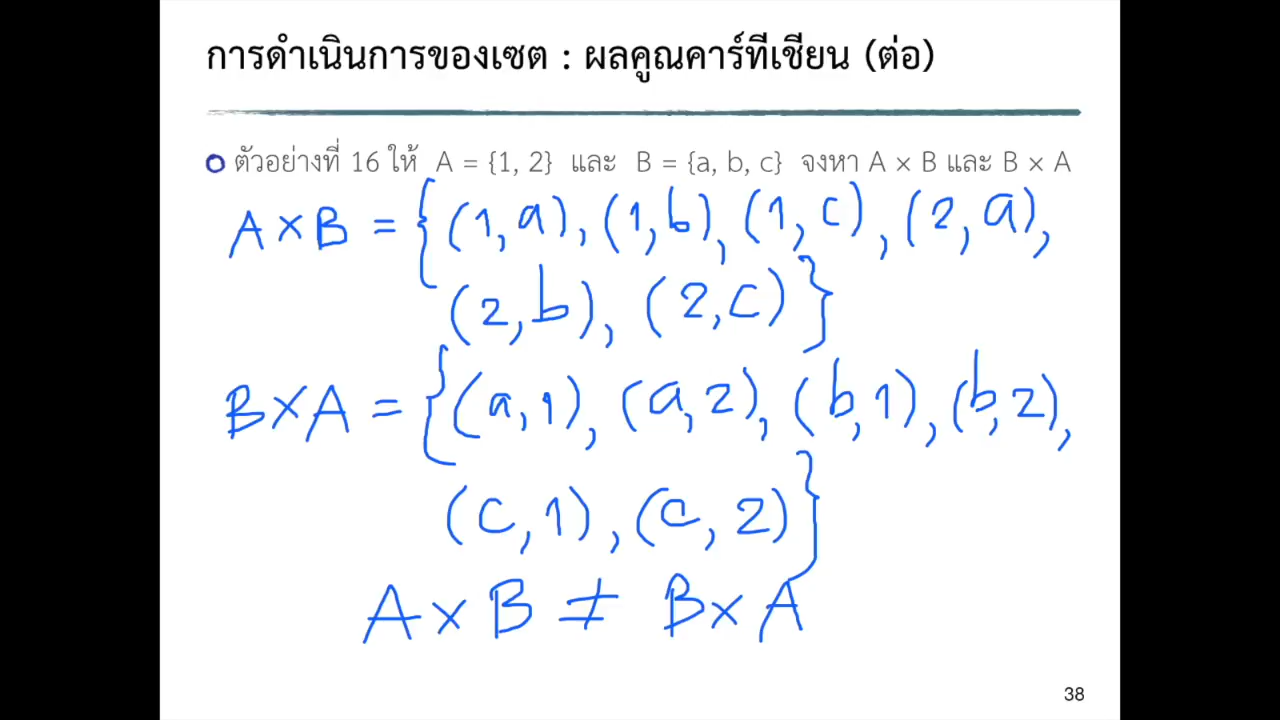 การดำเนินการของเซต : ผลคูณคาร์ทีเชียน (ต่อ)
ตัวอย่างที่ 16 ให้ A = {1, 2} และ B = {a, b, c} จงหา A × B และ B × A
A×B = {(1,a), (1,b), (1,c), (2,a),
(2,b), (2,c)}
B×A = {(a,1), (a,2), (b,1), (b,2),
(c,1), (c,2)}
A×B ≠ B×A
38